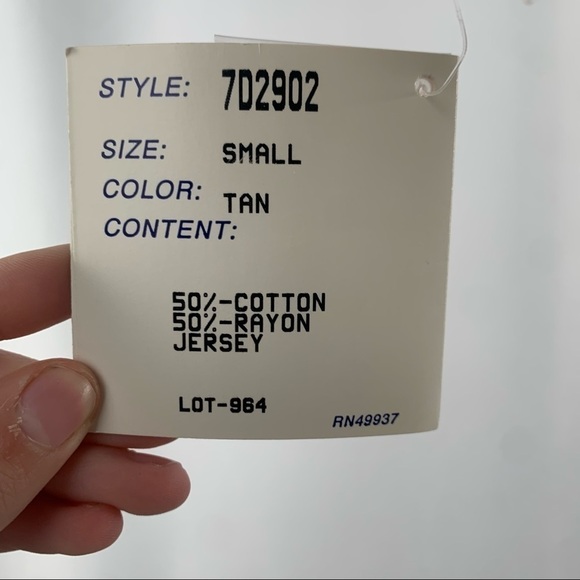 STYLE: 7D2902
SIZE: SMALL
COLOR: TAN
CONTENT:
50%-COTTON
50%-RAYON
JERSEY
LOT-964
RN49937